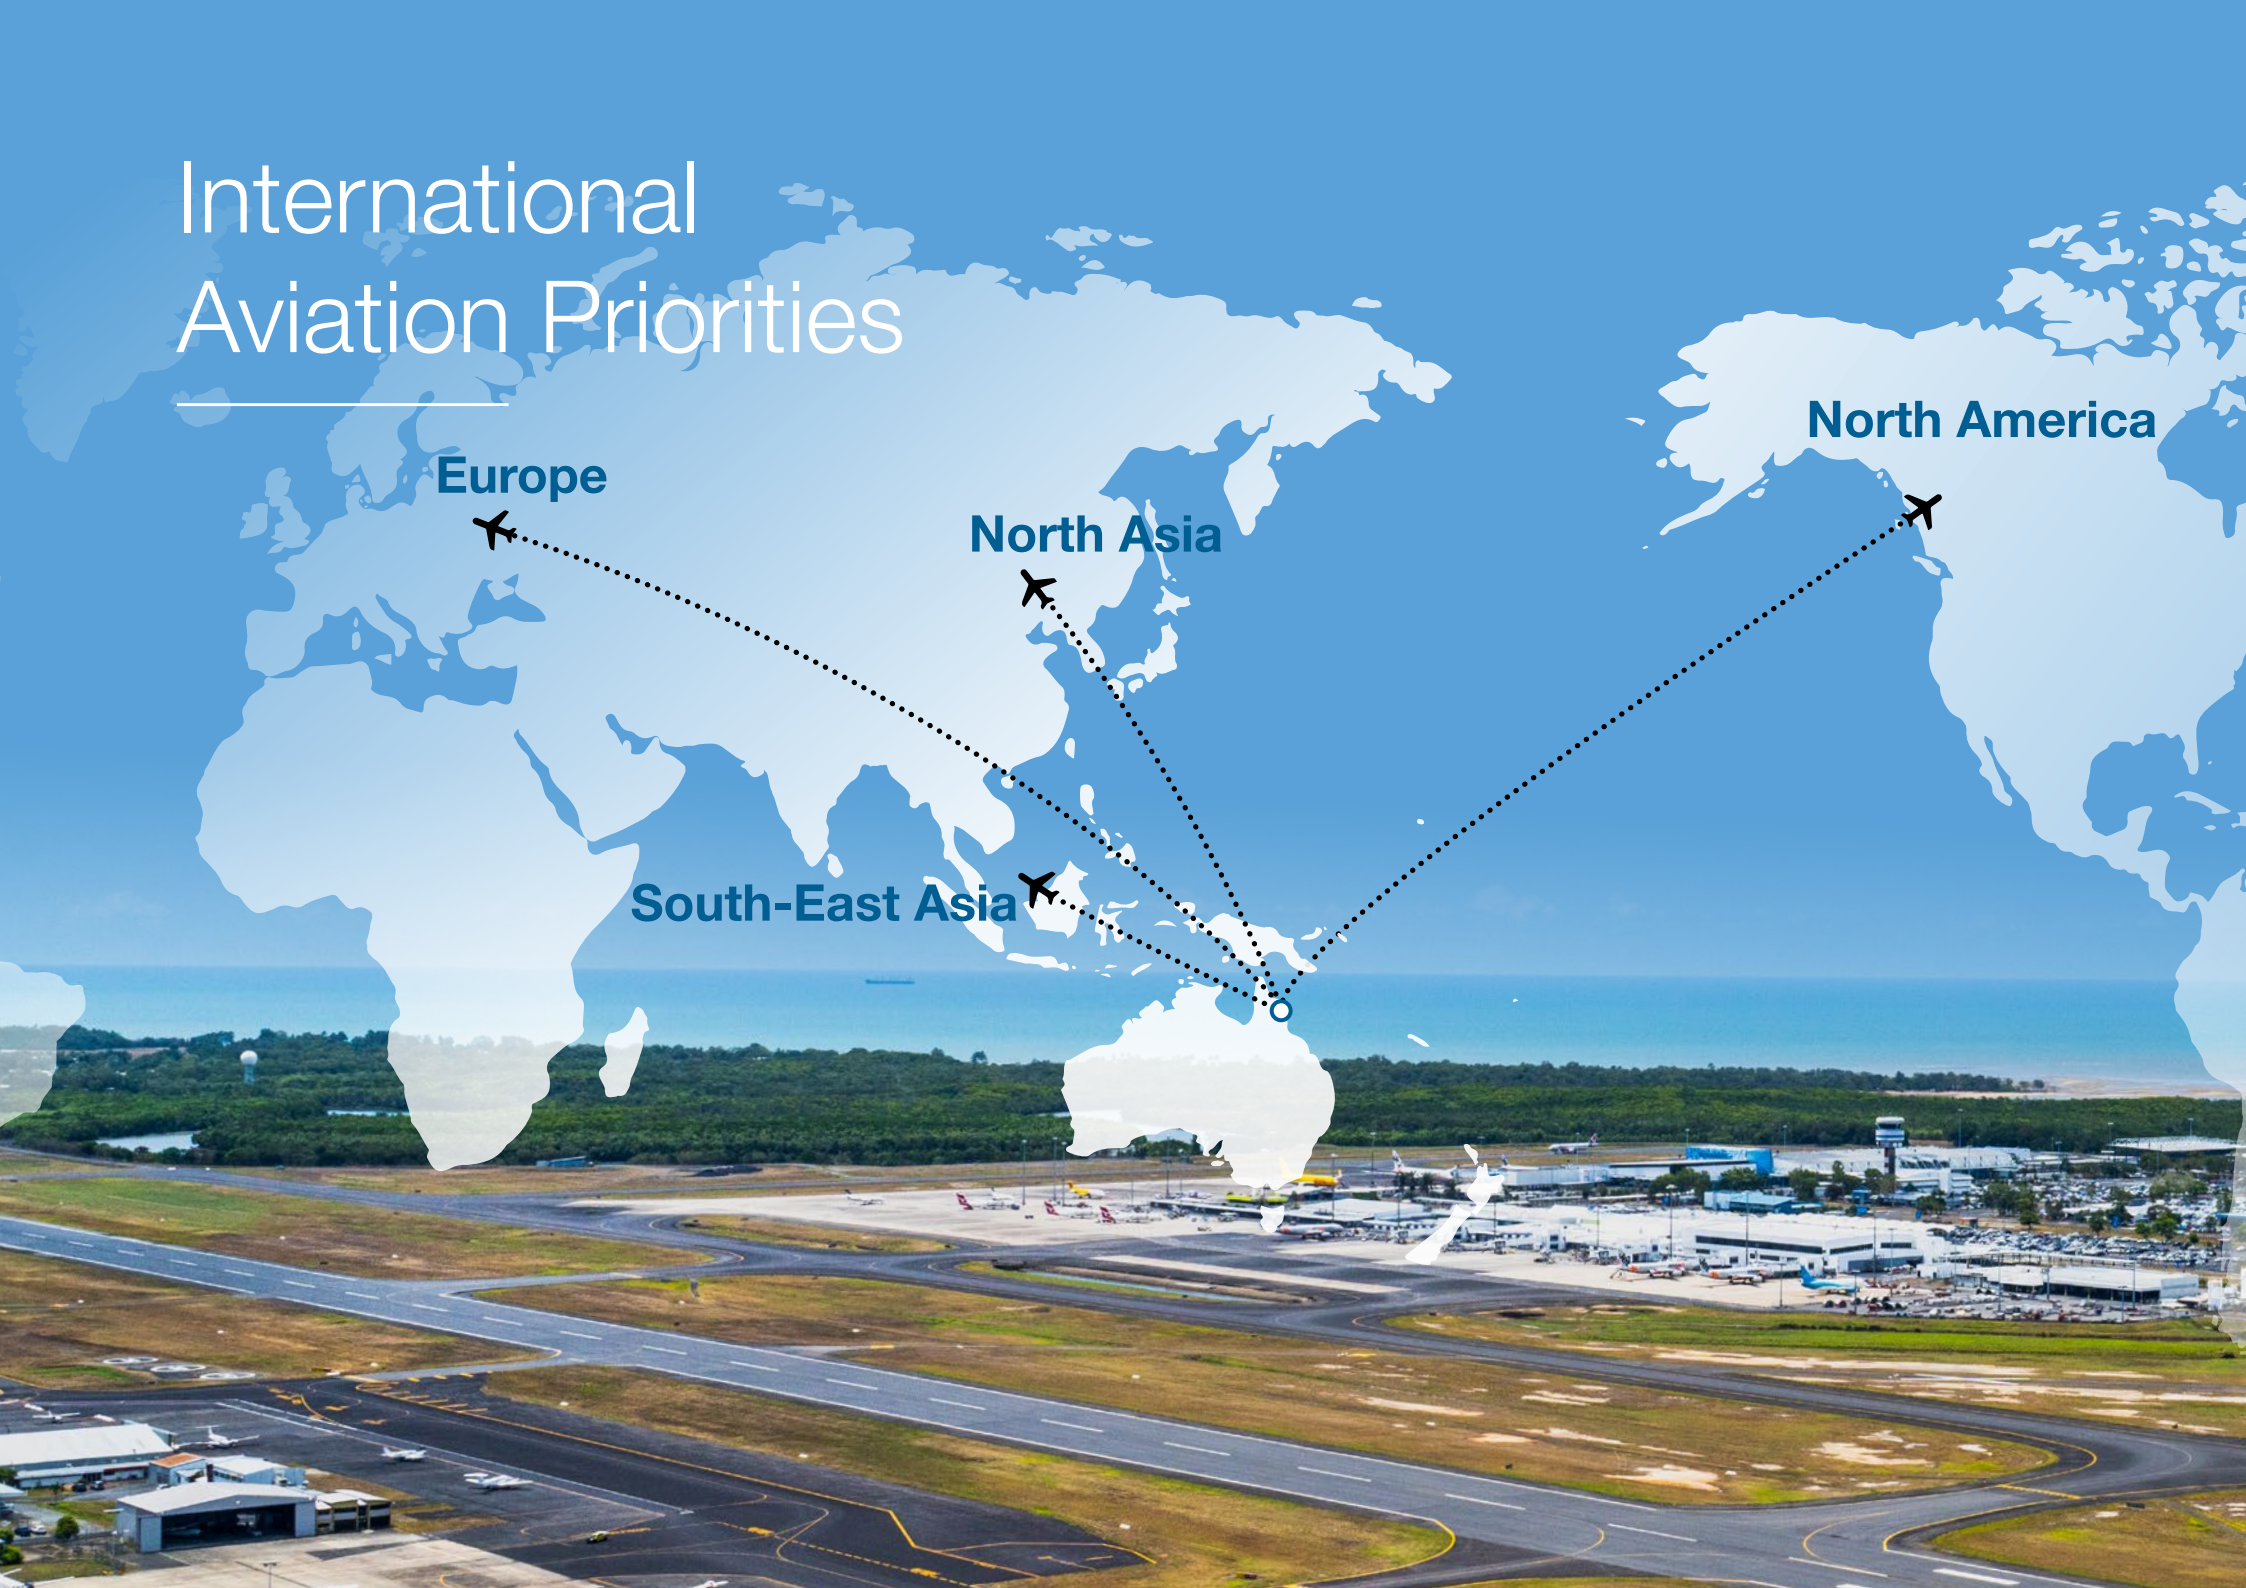 International
Aviation Priorities
North America
Europe
North Asia
South-East Asia